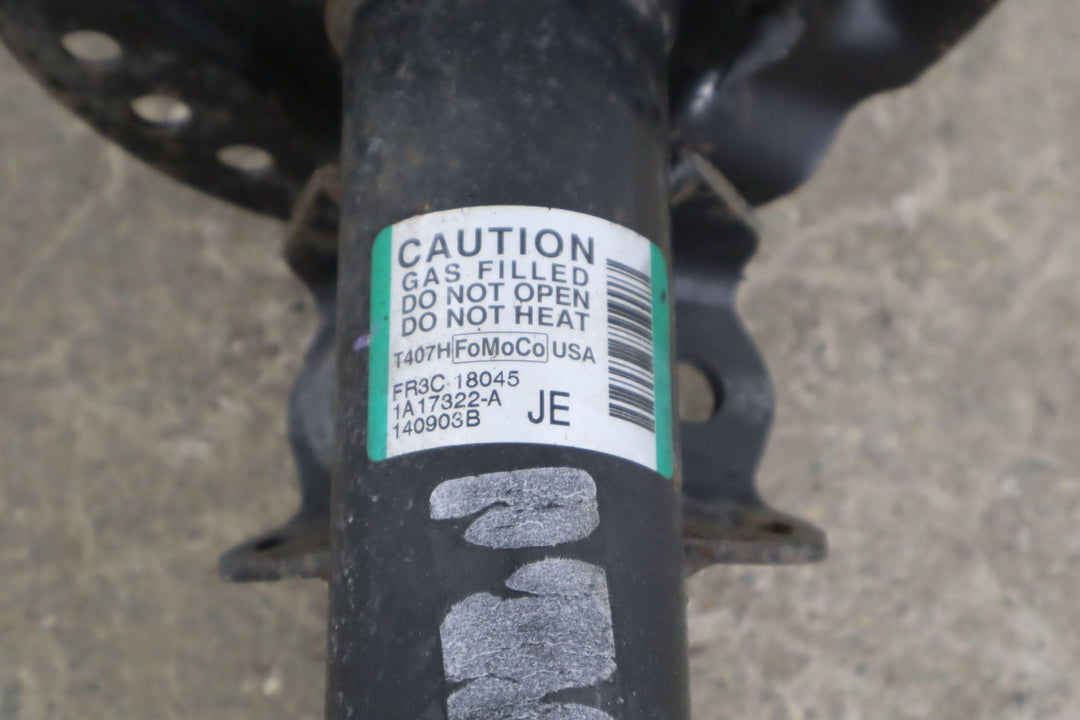 CAUTION
GAS FILLED
DO NOT OPEN
DO NOT HEAT
T407H FoMoCo USA
FR3C 18045
1A17322-A JE
140903B